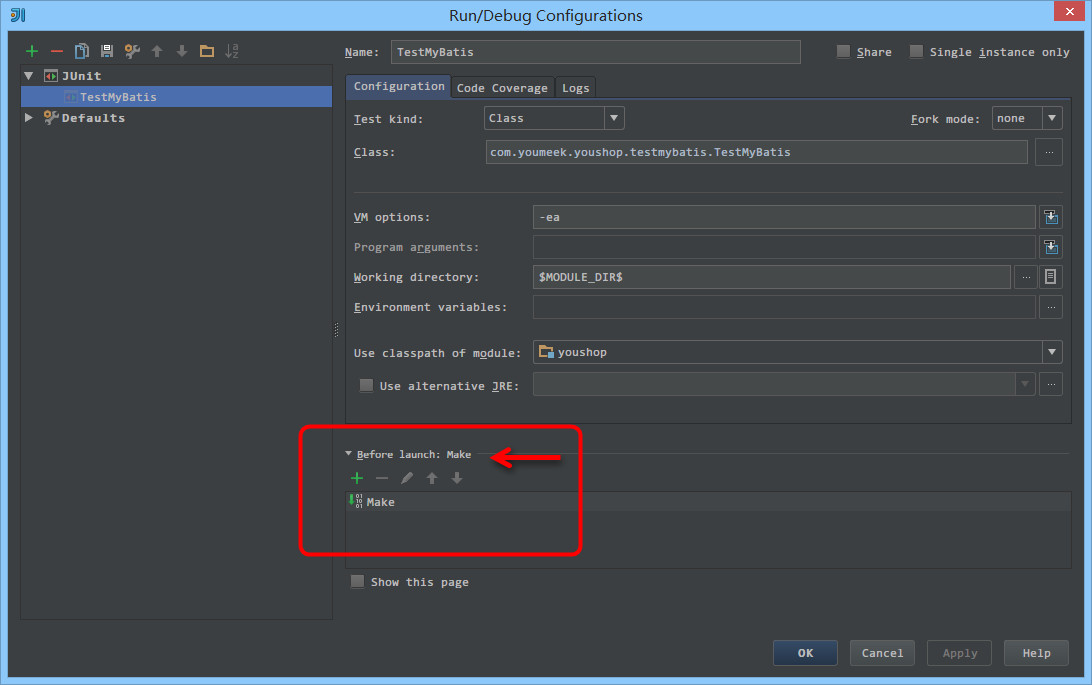 Run/Debug Configurations
JUnit
TestMyBatis
Defaults
Name: TestMyBatis Share Single instance only
Configuration Code Coverage Logs
Test kind: Class Fork mode: none
Class: com.youmeek.youshop.testmybatis.TestMyBatis ...
VM options: -ea
Program arguments:
Working directory: $MODULE_DIR$ ...
Environment variables: ...
Use classpath of module: youshop
Use alternative JRE: ...
Before launch: Make
Make
Show this page
OK Cancel Apply Help